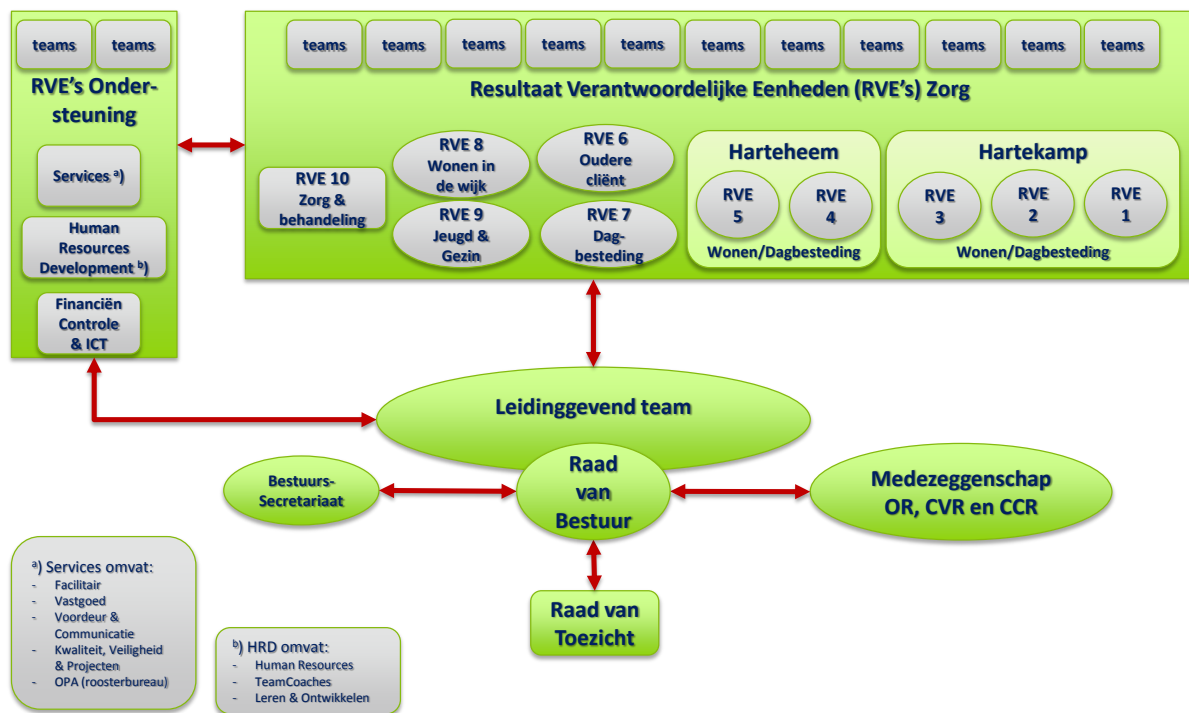 teams
teams
RVE's Onder-
steuning
Services ᵃ)
Human
Resources
Development ᵇ)
Financiën
Controle
& ICT
teams
teams
teams
teams
teams
teams
teams
teams
teams
teams
teams
Resultaat Verantwoordelijke Eenheden (RVE's) Zorg
RVE 10
Zorg &
behandeling
RVE 8
Wonen in
de wijk
RVE 9
Jeugd &
Gezin
RVE 6
Oudere
cliënt
RVE 7
Dag-
besteding
Harteheem
RVE
5
RVE
4
Wonen/Dagbesteding
Hartekamp
RVE
3
RVE
2
RVE
1
Wonen/Dagbesteding
Leidinggevend team
Bestuurs-
Secretariaat
Raad
van
Bestuur
Medezeggenschap
OR, CVR en CCR
Raad van
Toezicht
ᵃ) Services omvat:
- Facilitair
- Vastgoed
- Voordeur &
Communicatie
- Kwaliteit, Veiligheid
& Projecten
- OPA (roosterbureau)
ᵇ) HRD omvat:
- Human Resources
- TeamCoaches
- Leren & Ontwikkelen